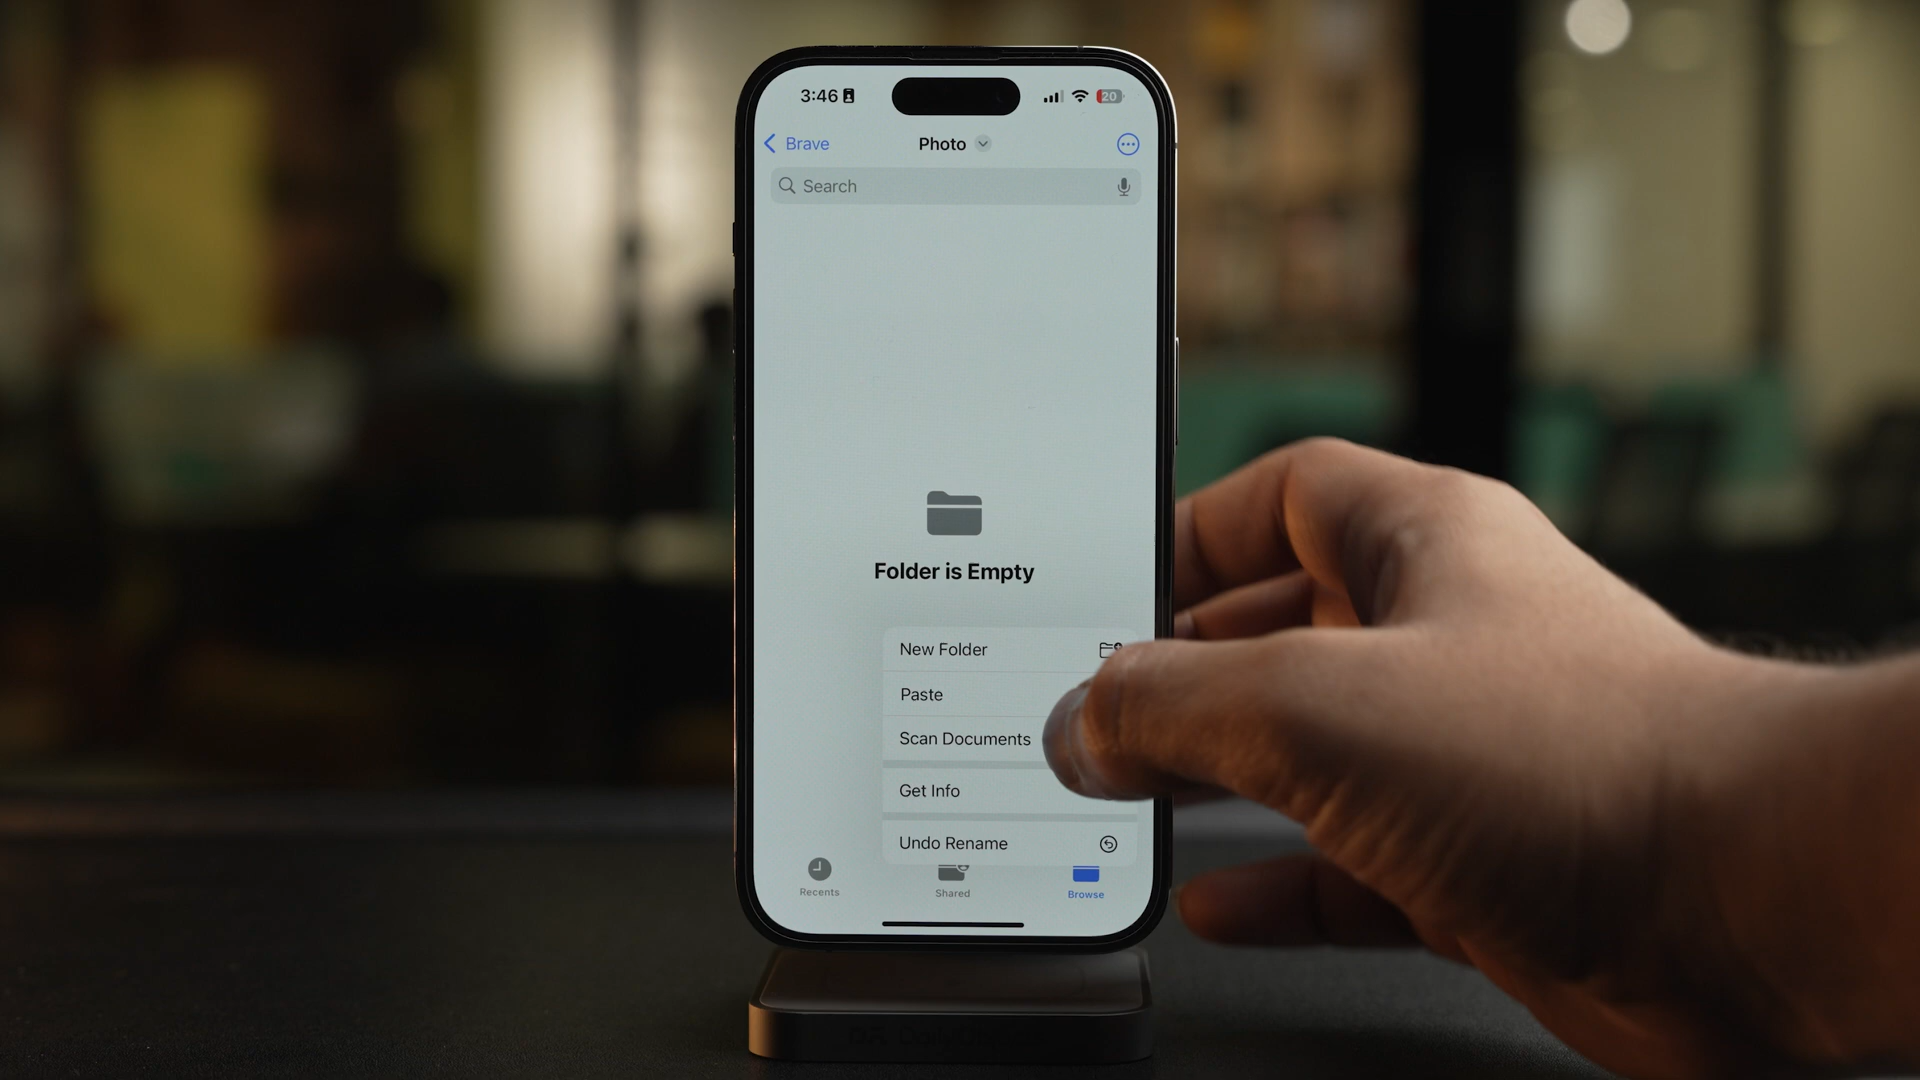 3:46
20
Brave
Photo
Search
Folder is Empty
New Folder
Paste
Scan Documents
Get Info
Undo Rename
Recents
Shared
Browse